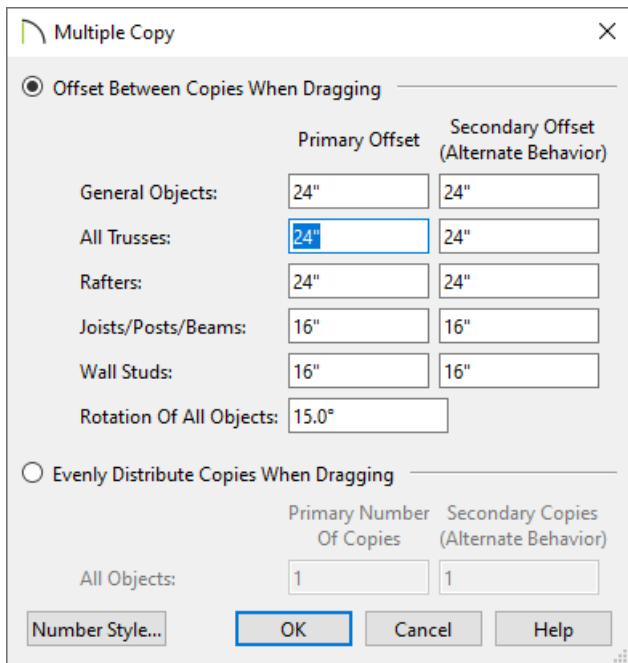 Multiple Copy
Offset Between Copies When Dragging
Primary Offset Secondary Offset
(Alternate Behavior)
General Objects: 24" 24"
All Trusses: 24" 24"
Rafters: 24" 24"
Joists/Posts/Beams: 16" 16"
Wall Studs: 16" 16"
Rotation Of All Objects: 15.0°
Evenly Distribute Copies When Dragging
Primary Number Secondary Copies
Of Copies (Alternate Behavior)
All Objects: 1 1
Number Style... OK Cancel Help